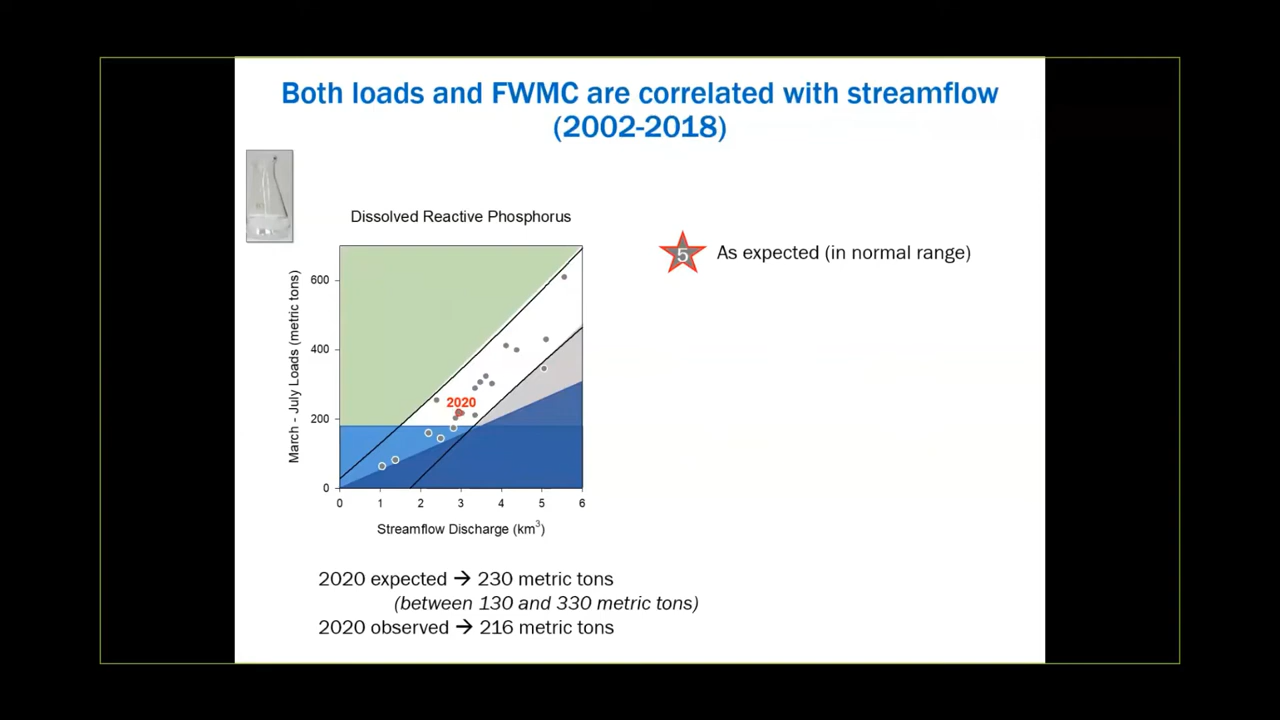 Both loads and FWMC are correlated with streamflow
(2002-2018)
Dissolved Reactive Phosphorus
5
As expected (in normal range)
March - July Loads (metric tons)
600
400
200
0
2020
0 1 2 3 4 5 6
Streamflow Discharge (km³)
2020 expected → 230 metric tons
(between 130 and 330 metric tons)
2020 observed → 216 metric tons